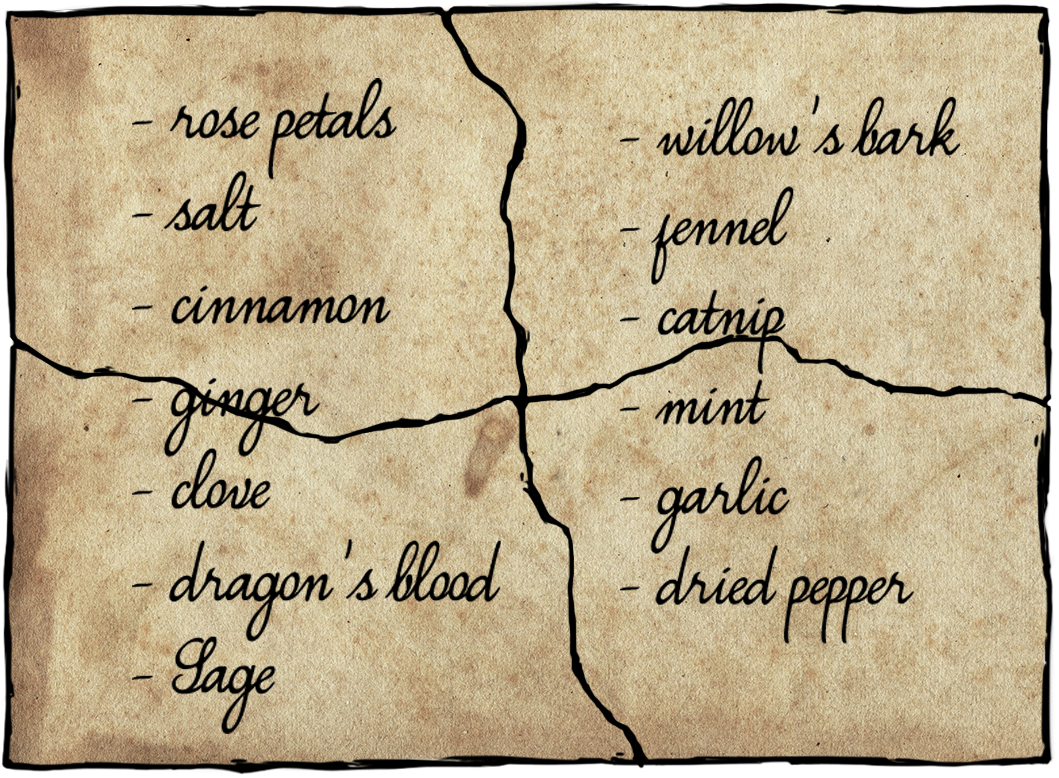 - rose petals
- salt
- cinnamon
- ginger
- clove
- dragon's blood
- Sage
- willow's bark
- fennel
- catnip
- mint
- garlic
- dried pepper